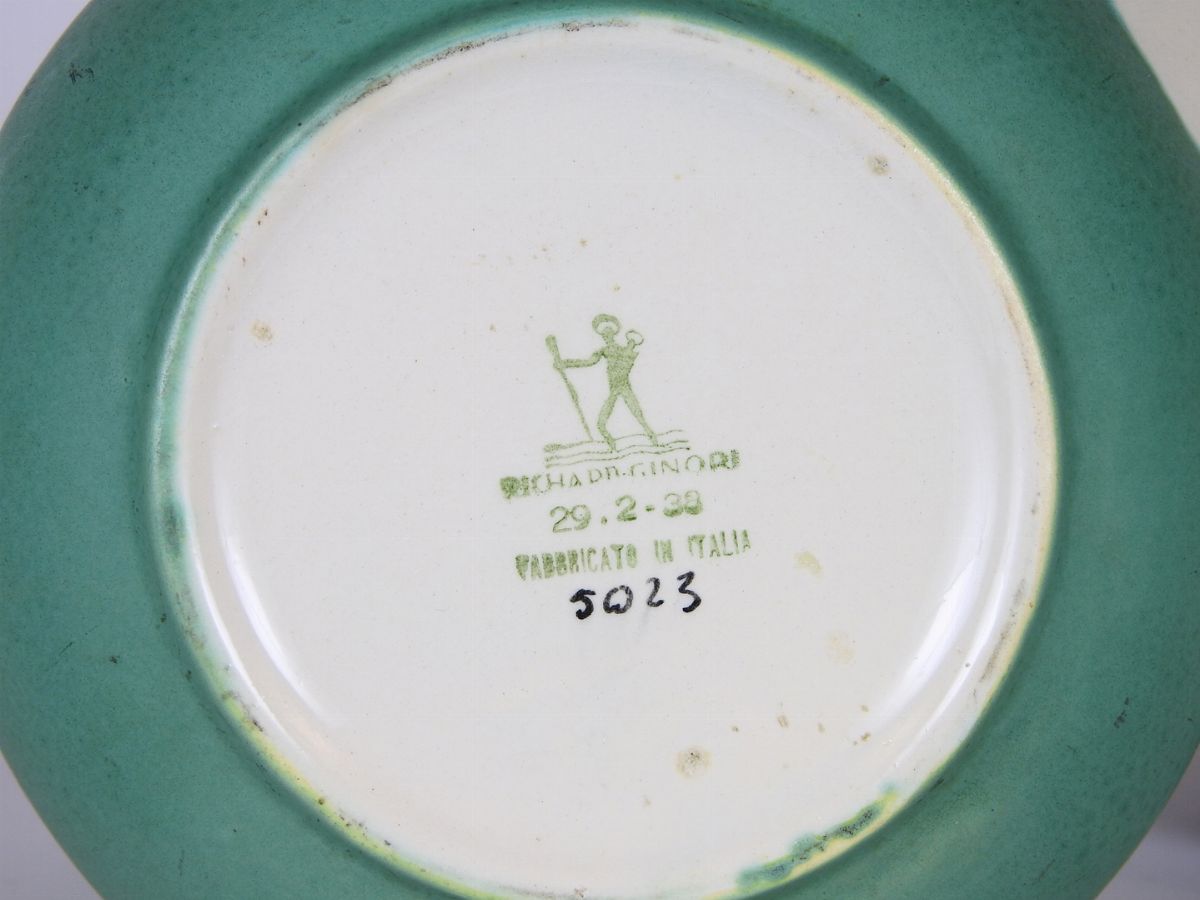 RICHARD-GINORI
29.2-38
FABBRICATO IN ITALIA
5023